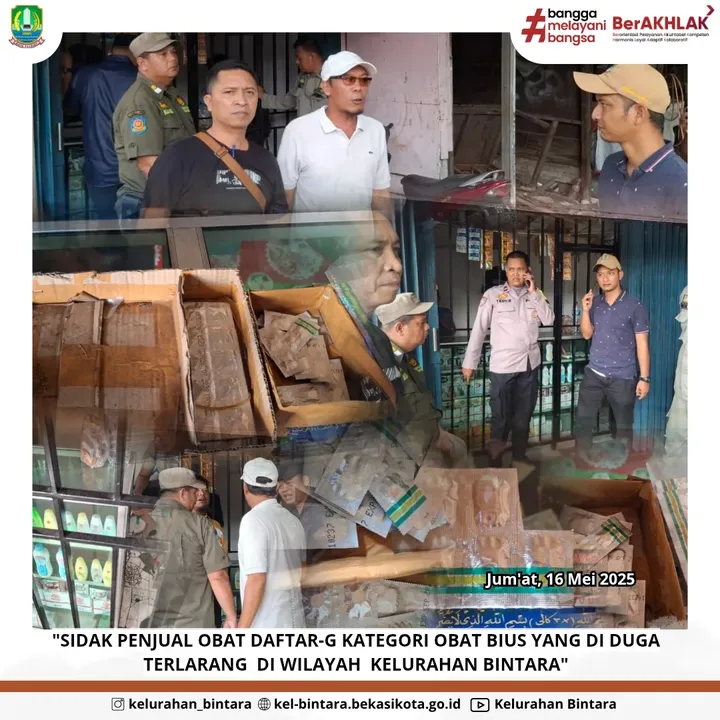 #bangga
melayani
bangsa
BerAKHLAK
Jum'at, 16 Mei 2025
"SIDAK PENJUAL OBAT DAFTAR-G KATEGORI OBAT BIUS YANG DI DUGA
TERLARANG DI WILAYAH KELURAHAN BINTARA"
kelurahan_bintara kel-bintara.bekasikota.go.id Kelurahan Bintara